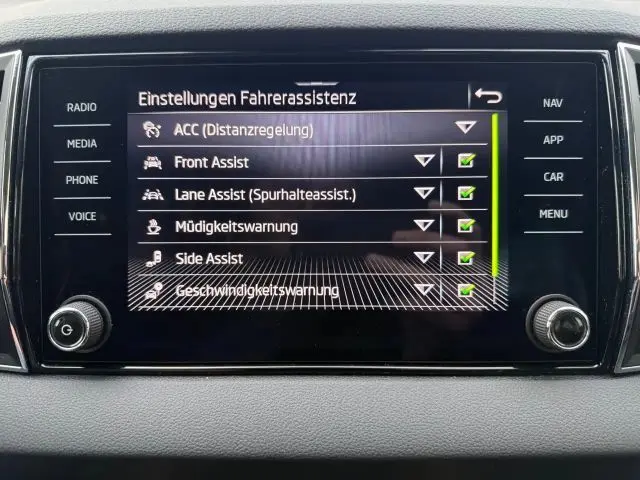 Einstellungen Fahrerassistenz
RADIO
MEDIA
PHONE
VOICE
ACC (Distanzregelung)
Front Assist
Lane Assist (Spurhalteassist.)
Müdigkeitswarnung
Side Assist
Geschwindigkeitswarnung
NAV
APP
CAR
MENU